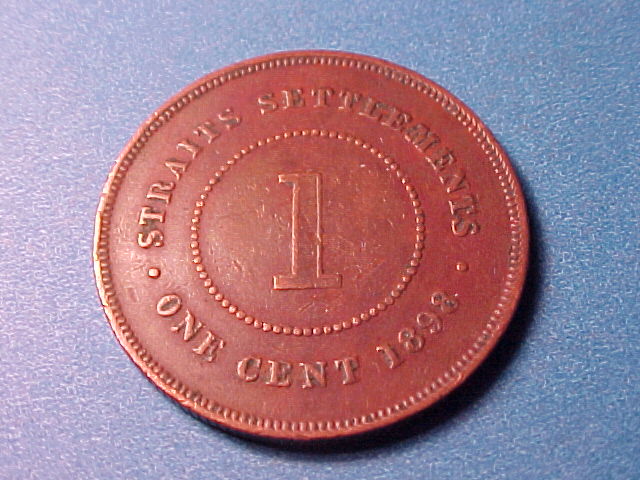 STRAITS SETTLEMENTS
1
ONE CENT 1898